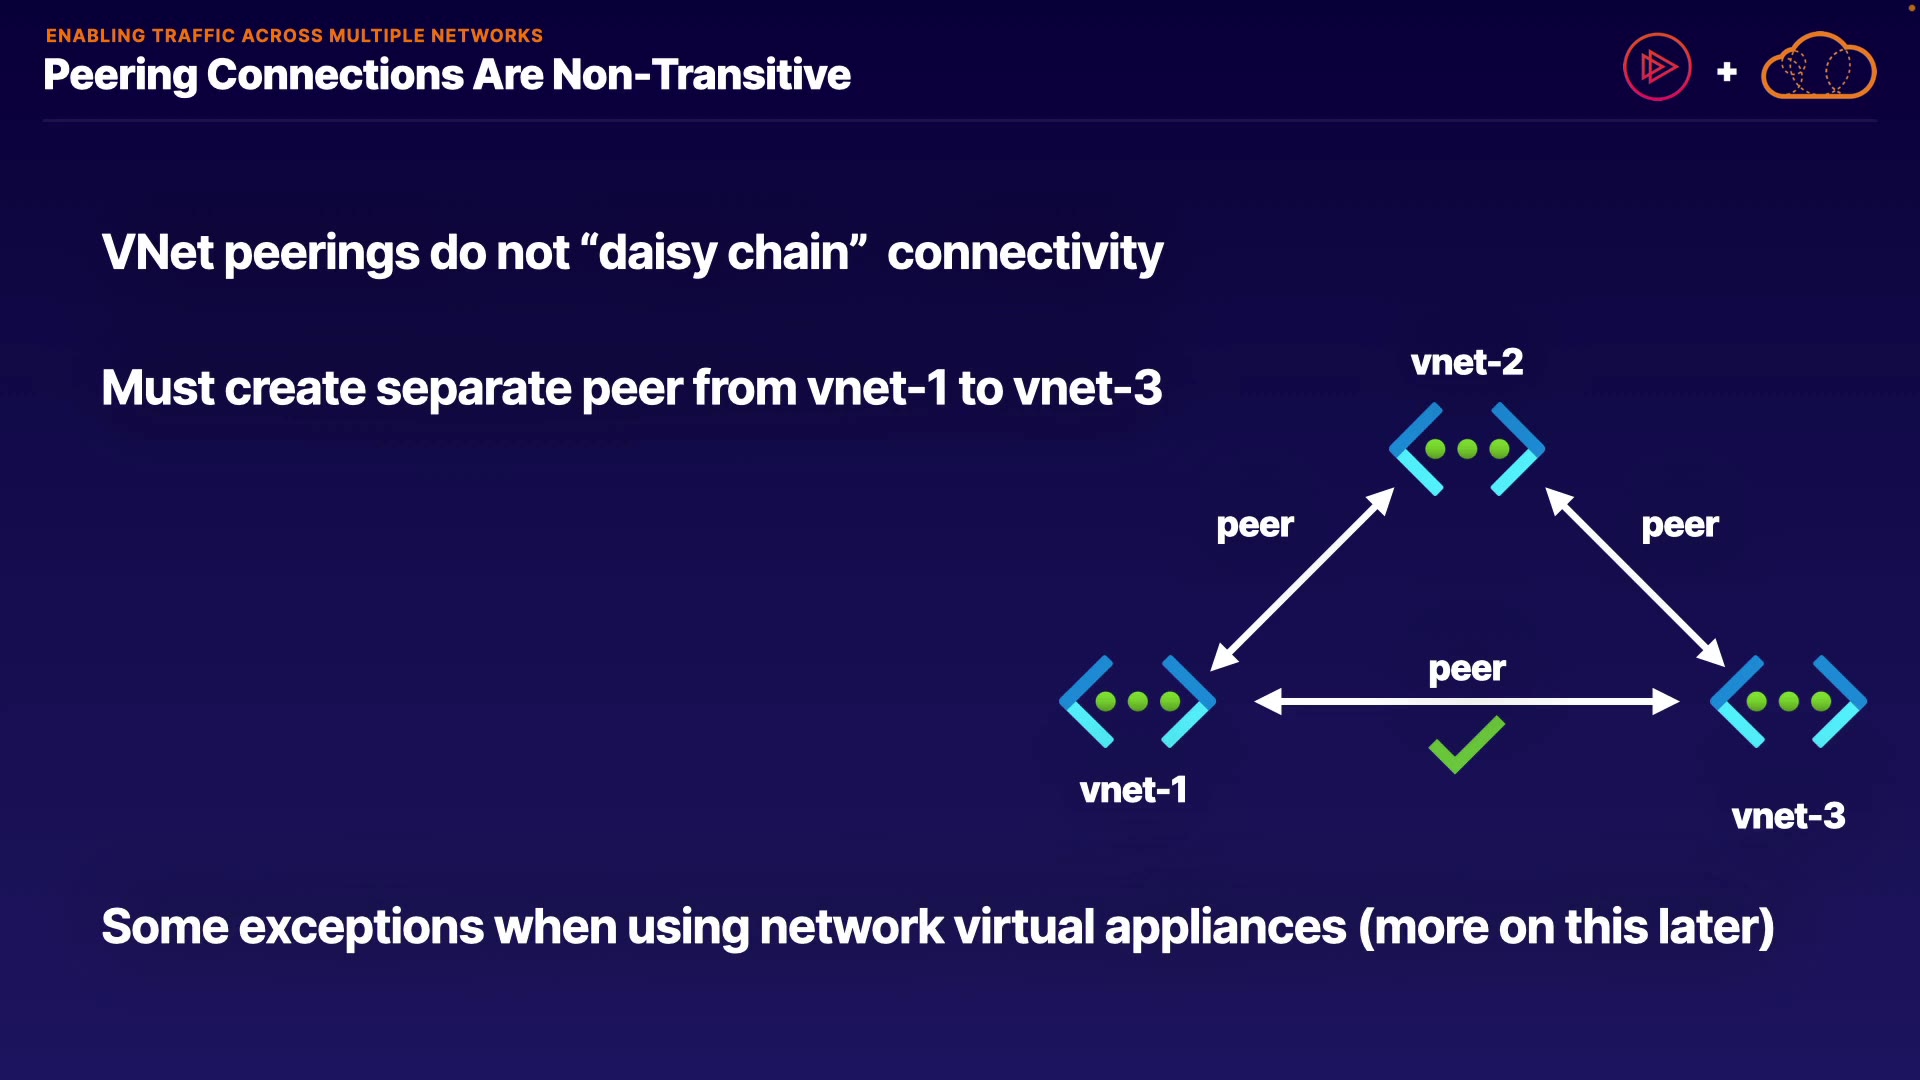 ENABLING TRAFFIC ACROSS MULTIPLE NETWORKS
Peering Connections Are Non-Transitive
+
VNet peerings do not “daisy chain”  connectivity
Must create separate peer from vnet-1 to vnet-3
vnet-2
peer
peer
peer
vnet-1
vnet-3
Some exceptions when using network virtual appliances (more on this later)